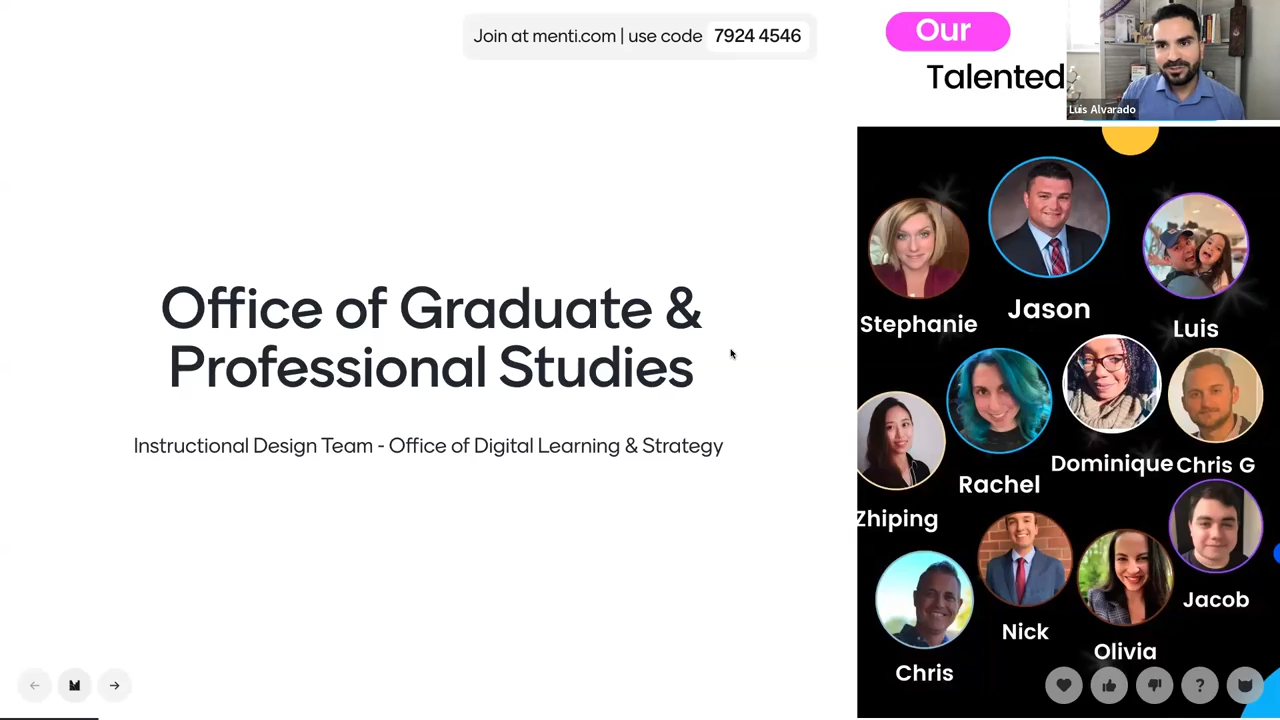 Join at menti.com | use code 7924 4546
Our
Talented
Luis Alvarado
Office of Graduate &
Professional Studies
Instructional Design Team - Office of Digital Learning & Strategy
Stephanie
Jason
Luis
Zhiping
Rachel
Dominique
Chris G
Chris
Nick
Olivia
Jacob
?